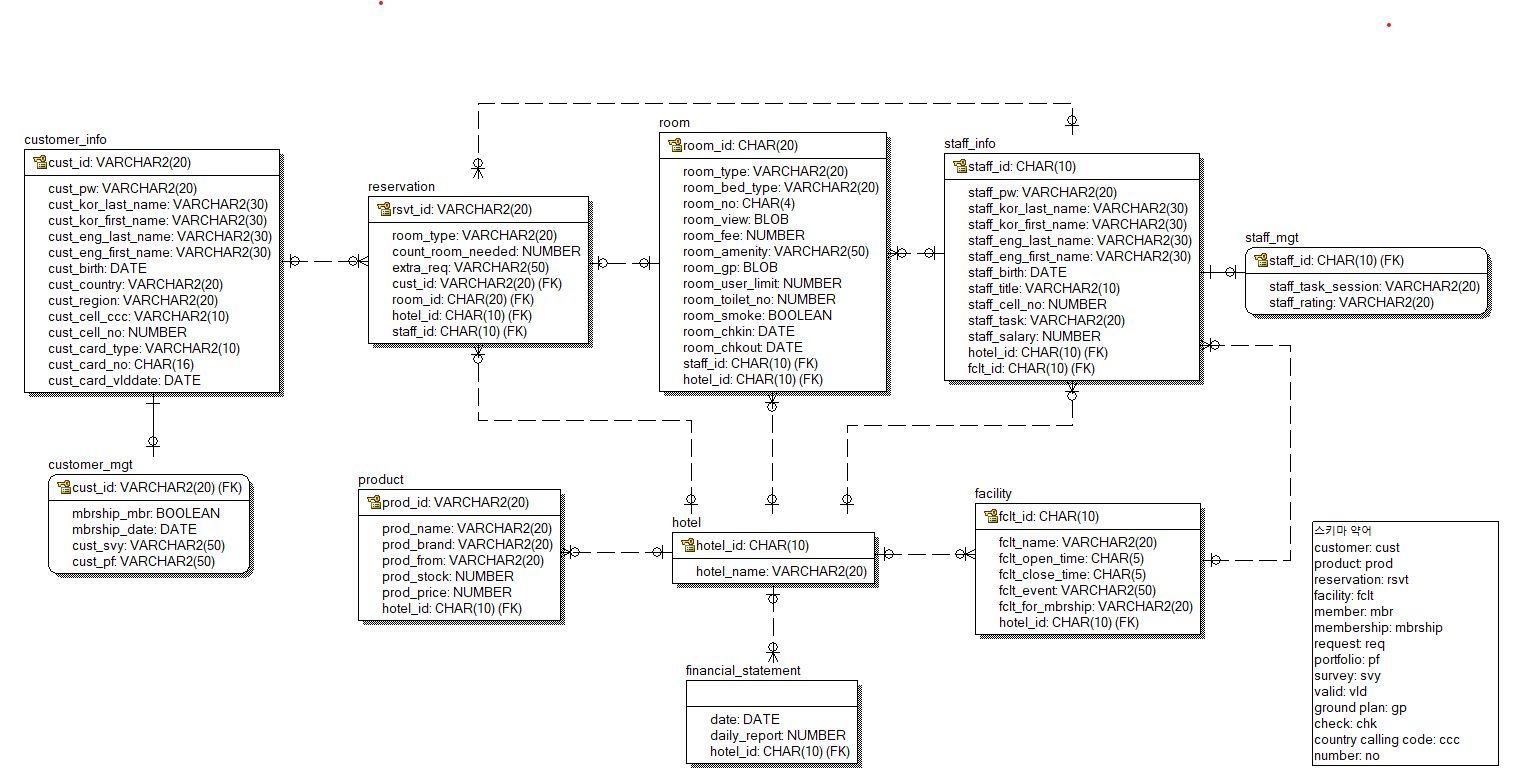 customer_info
cust_id: VARCHAR2(20)
cust_pw: VARCHAR2(20)
cust_kor_last_name: VARCHAR2(30)
cust_kor_first_name: VARCHAR2(30)
cust_eng_last_name: VARCHAR2(30)
cust_eng_first_name: VARCHAR2(30)
cust_birth: DATE
cust_country: VARCHAR2(20)
cust_region: VARCHAR2(20)
cust_cell_ccc: VARCHAR2(10)
cust_cell_no: NUMBER
cust_card_type: VARCHAR2(10)
cust_card_no: CHAR(16)
cust_card_vlddate: DATE
customer_mgt
cust_id: VARCHAR2(20) (FK)
mbrship_mbr: BOOLEAN
mbrship_date: DATE
cust_svy: VARCHAR2(50)
cust_pf: VARCHAR2(50)
reservation
rsvt_id: VARCHAR2(20)
room_type: VARCHAR2(20)
count_room_needed: NUMBER
extra_req: VARCHAR2(50)
cust_id: VARCHAR2(20) (FK)
room_id: CHAR(20) (FK)
hotel_id: CHAR(10) (FK)
staff_id: CHAR(10) (FK)
room
room_id: CHAR(20)
room_type: VARCHAR2(20)
room_bed_type: VARCHAR2(20)
room_no: CHAR(4)
room_view: BLOB
room_fee: NUMBER
room_amenity: VARCHAR2(50)
room_gp: BLOB
room_user_limit: NUMBER
room_toilet_no: NUMBER
room_smoke: BOOLEAN
room_chkin: DATE
room_chkout: DATE
staff_id: CHAR(10) (FK)
hotel_id: CHAR(10) (FK)
staff_info
staff_id: CHAR(10)
staff_pw: VARCHAR2(20)
staff_kor_last_name: VARCHAR2(30)
staff_kor_first_name: VARCHAR2(30)
staff_eng_last_name: VARCHAR2(30)
staff_eng_first_name: VARCHAR2(30)
staff_birth: DATE
staff_title: VARCHAR2(10)
staff_cell_no: NUMBER
staff_task: VARCHAR2(20)
staff_salary: NUMBER
hotel_id: CHAR(10) (FK)
fclt_id: CHAR(10) (FK)
staff_mgt
staff_id: CHAR(10) (FK)
staff_task_session: VARCHAR2(20)
staff_rating: VARCHAR2(20)
product
prod_id: VARCHAR2(20)
prod_name: VARCHAR2(20)
prod_brand: VARCHAR2(20)
prod_from: VARCHAR2(20)
prod_stock: NUMBER
prod_price: NUMBER
hotel_id: CHAR(10) (FK)
hotel
hotel_id: CHAR(10)
hotel_name: VARCHAR2(20)
facility
fclt_id: CHAR(10)
fclt_name: VARCHAR2(20)
fclt_open_time: CHAR(5)
fclt_close_time: CHAR(5)
fclt_event: VARCHAR2(50)
fclt_for_mbrship: VARCHAR2(20)
hotel_id: CHAR(10) (FK)
financial_statement
date: DATE
daily_report: NUMBER
hotel_id: CHAR(10) (FK)
스키마 약어
customer: cust
product: prod
reservation: rsvt
facility: fclt
member: mbr
membership: mbrship
request: req
portfolio: pf
survey: svy
valid: vld
ground plan: gp
check: chk
country calling code: ccc
number: no